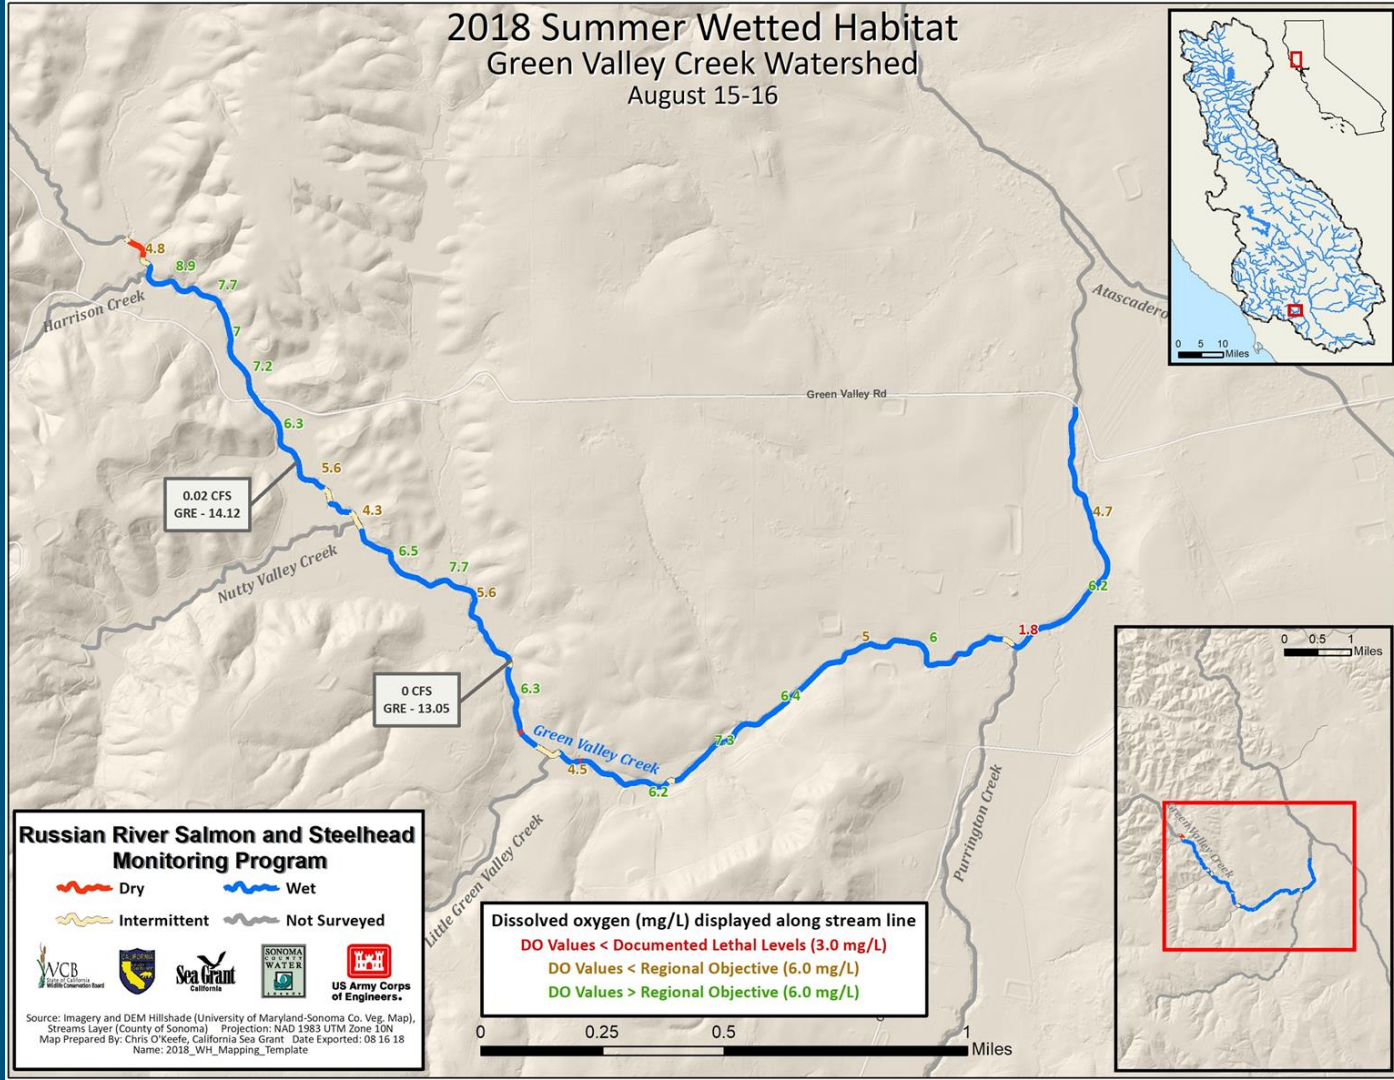 2018 Summer Wetted Habitat
Green Valley Creek Watershed
August 15-16
0 5 10
Miles
4.8
8.9
7.7
Harrison Creek
7
7.2
Atascadero
Green Valley Rd
6.3
5.6
0.02 CFS
GRE - 14.12
4.3
4.7
Nutty Valley Creek
6.5
7.7
5.6
6.2
1.8
5
6
0 CFS
GRE - 13.05
6.3
6.4
Green Valley Creek
7.3
4.5
6.2
Purrington Creek
Little Green Valley Creek
0 0.5 1
Miles
Green Valley Creek
Russian River Salmon and Steelhead
Monitoring Program
Dry
Wet
Intermittent
Not Surveyed
WCB
Wildlife Conservation Board
CALIFORNIA
Sea Grant
California
SONOMA
COUNTY
WATER
AGENCY
US Army Corps
of Engineers®
Source: Imagery and DEM Hillshade (University of Maryland-Sonoma Co. Veg. Map),
Streams Layer (County of Sonoma) Projection: NAD 1983 UTM Zone 10N
Map Prepared By: Chris O'Keefe, California Sea Grant Date Exported: 08 16 18
Name: 2018_WH_Mapping_Template
Dissolved oxygen (mg/L) displayed along stream line
DO Values < Documented Lethal Levels (3.0 mg/L)
DO Values < Regional Objective (6.0 mg/L)
DO Values > Regional Objective (6.0 mg/L)
0 0.25 0.5 1
Miles